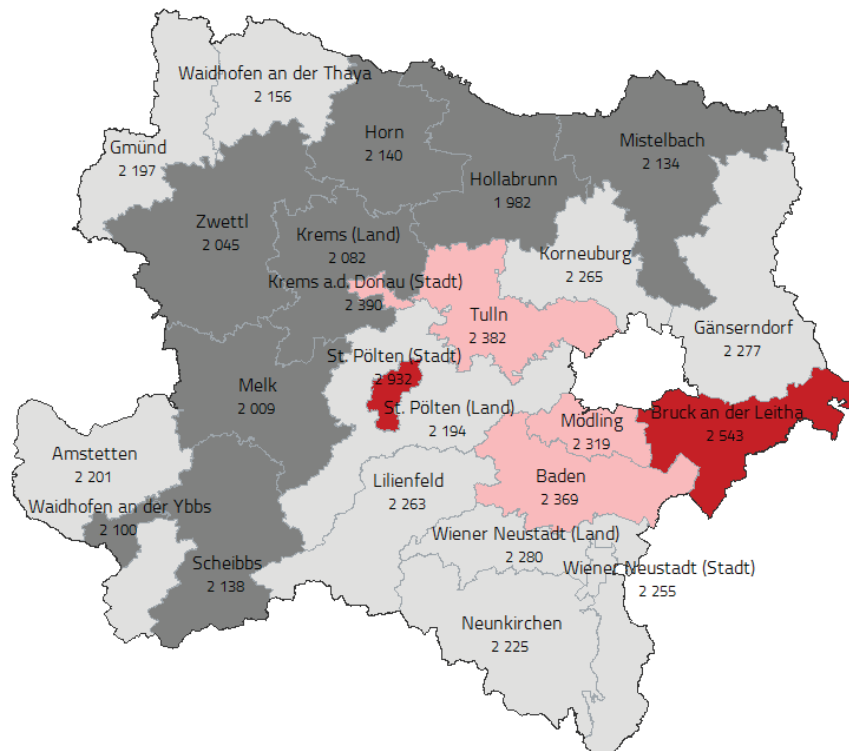 Waidhofen an der Thaya
2 156
Gmünd
2 197
Horn
2 140
Mistelbach
2 134
Hollabrunn
1 982
Zwettl
2 045
Krems (Land)
2 082
Krems a.d. Donau (Stadt)
2 390
Korneuburg
2 265
Tulln
2 382
Gänserndorf
2 277
St. Pölten (Stadt)
2 932
Melk
2 009
St. Pölten (Land)
2 194
Mödling
2 319
Bruck an der Leitha
2 543
Amstetten
2 201
Lilienfeld
2 263
Baden
2 369
Waidhofen an der Ybbs
2 100
Wiener Neustadt (Land)
2 280
Scheibbs
2 138
Wiener Neustadt (Stadt)
2 255
Neunkirchen
2 225